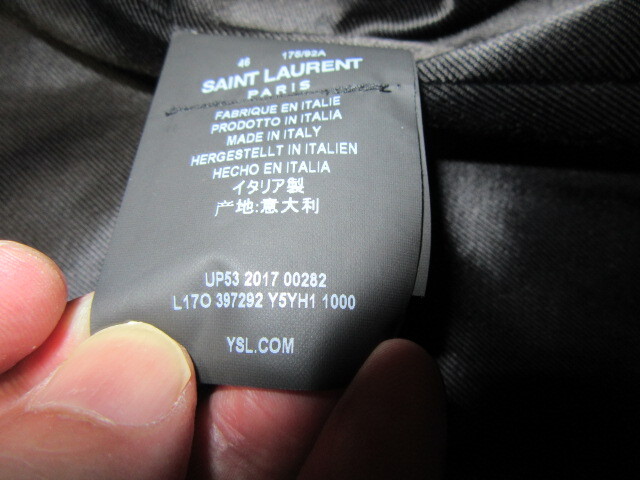 46 178/92A
SAINT LAURENT
PARIS
FABRIQUE EN ITALIE
PRODOTTO IN ITALIA
MADE IN ITALY
HERGESTELLT IN ITALIEN
HECHO EN ITALIA
イタリア製
产地:意大利
UP53 2017 00282
L17O 397292 Y5YH1 1000
YSL.COM